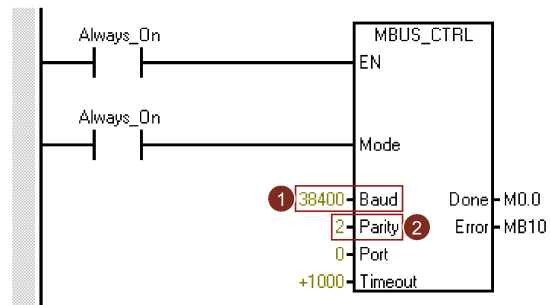 Always_On
MBUS_CTRL
EN
Always_On
Mode
1 38400 Baud Done M0.0
2 Parity 2 Error MB10
0 Port
+1000 Timeout